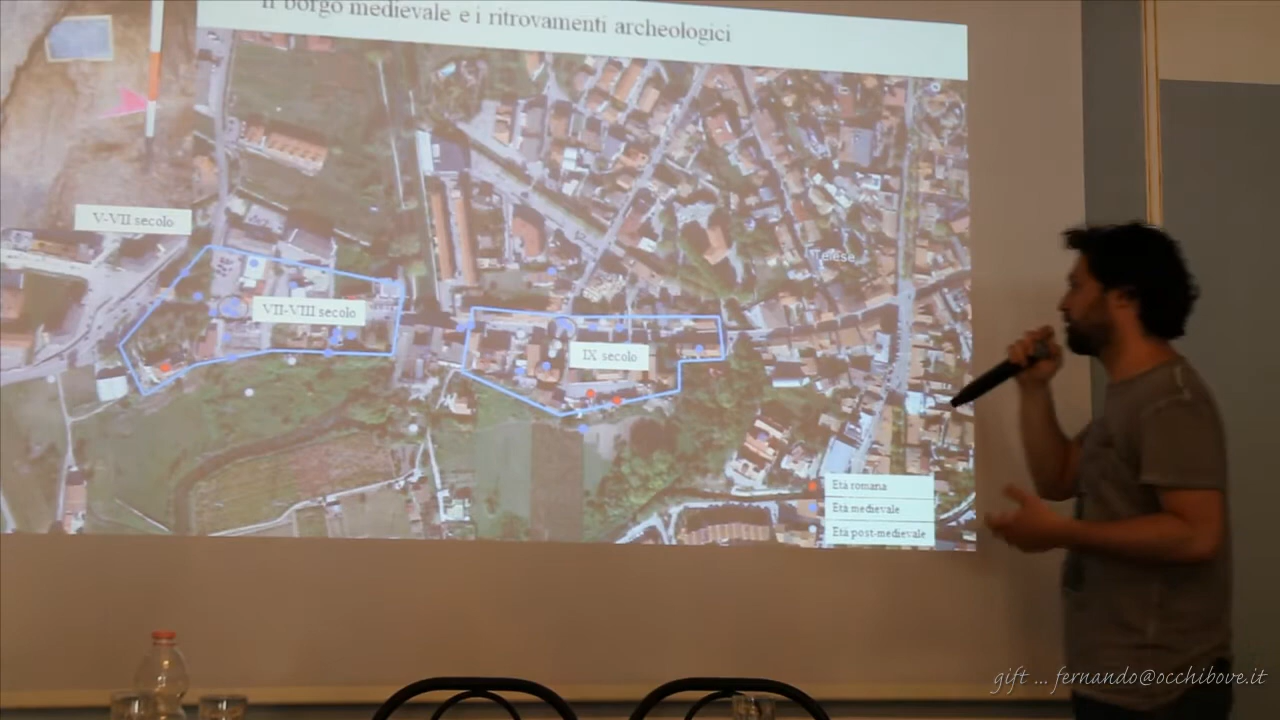 Il borgo medievale e i ritrovamenti archeologici
V-VII secolo
Telese
VII-VIII secolo
IX secolo
Età romana
Età medievale
Età post-medievale
gift ... fernando@occhibove.it